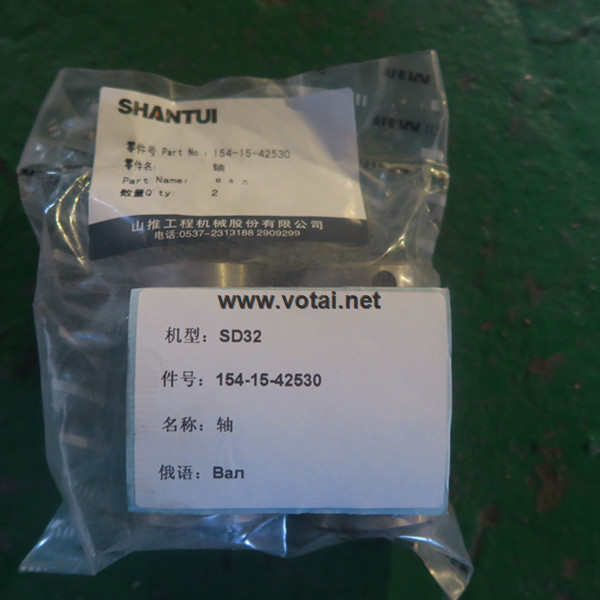 SHANTUI
零件号 Part No.: 154-15-42530
零件名: 轴
Part Name:
数量Q'ty: 2
山推工程机械股份有限公司
电话:0537-2313188 2909299
www.votai.net
机型: SD32
件号: 154-15-42530
名称: 轴
俄语: Вал